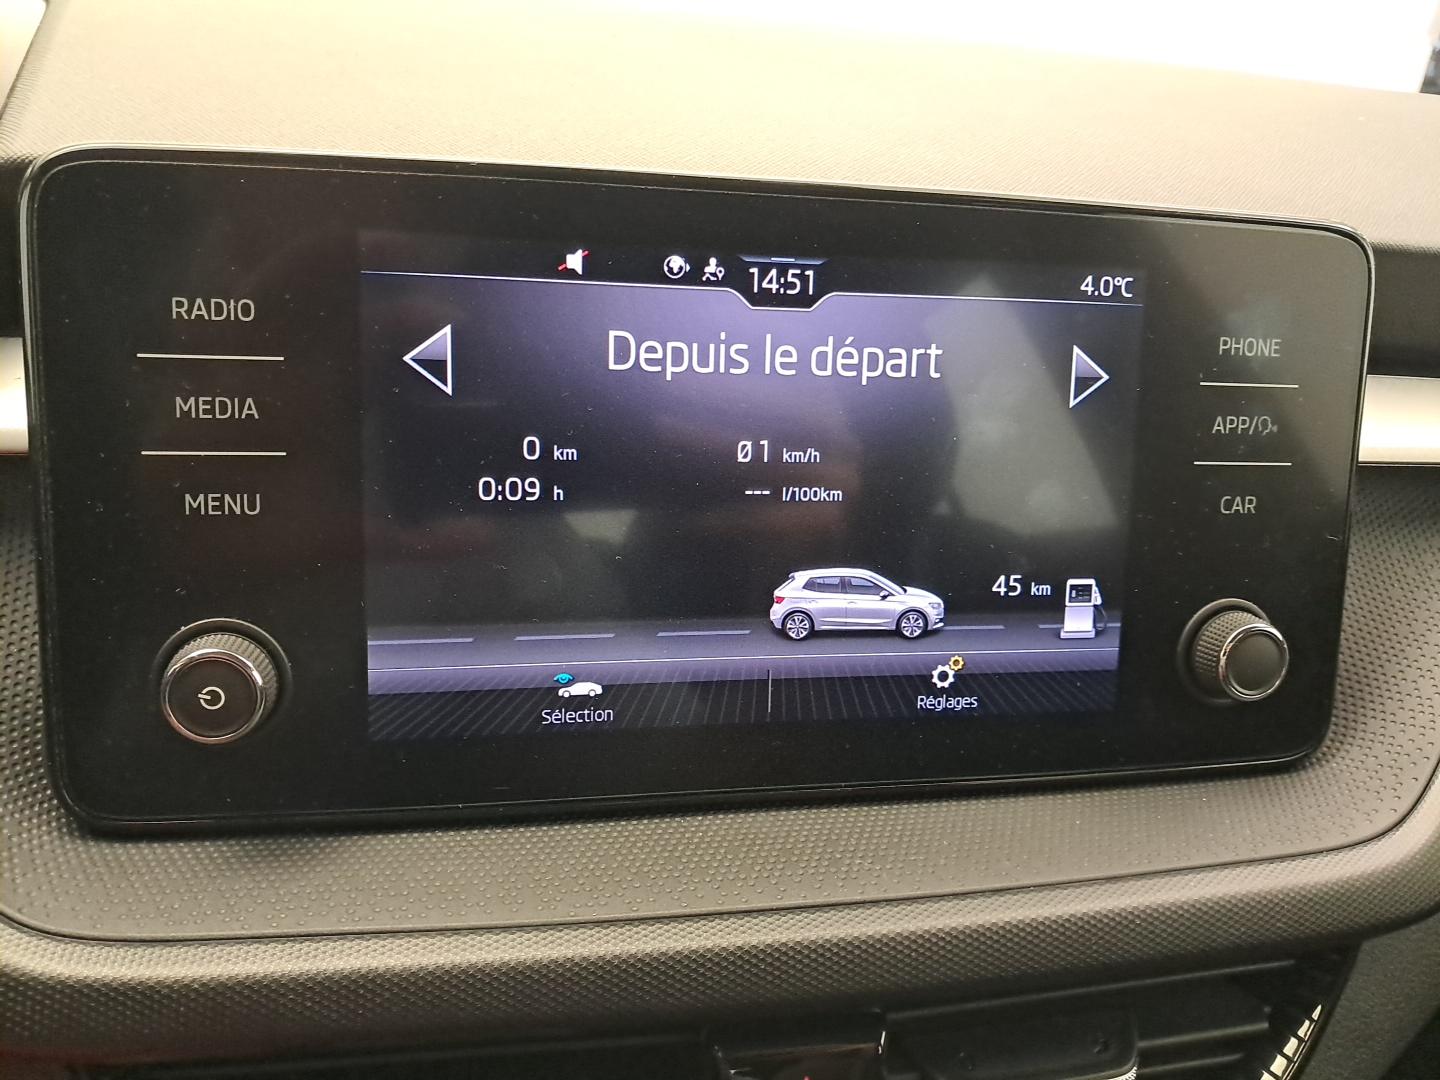 14:51
4.0°C
RADIO
MEDIA
MENU
Depuis le départ
0 km
Ø 1 km/h
0:09 h
--- l/100km
45 km
Sélection
Réglages
PHONE
APP/
CAR